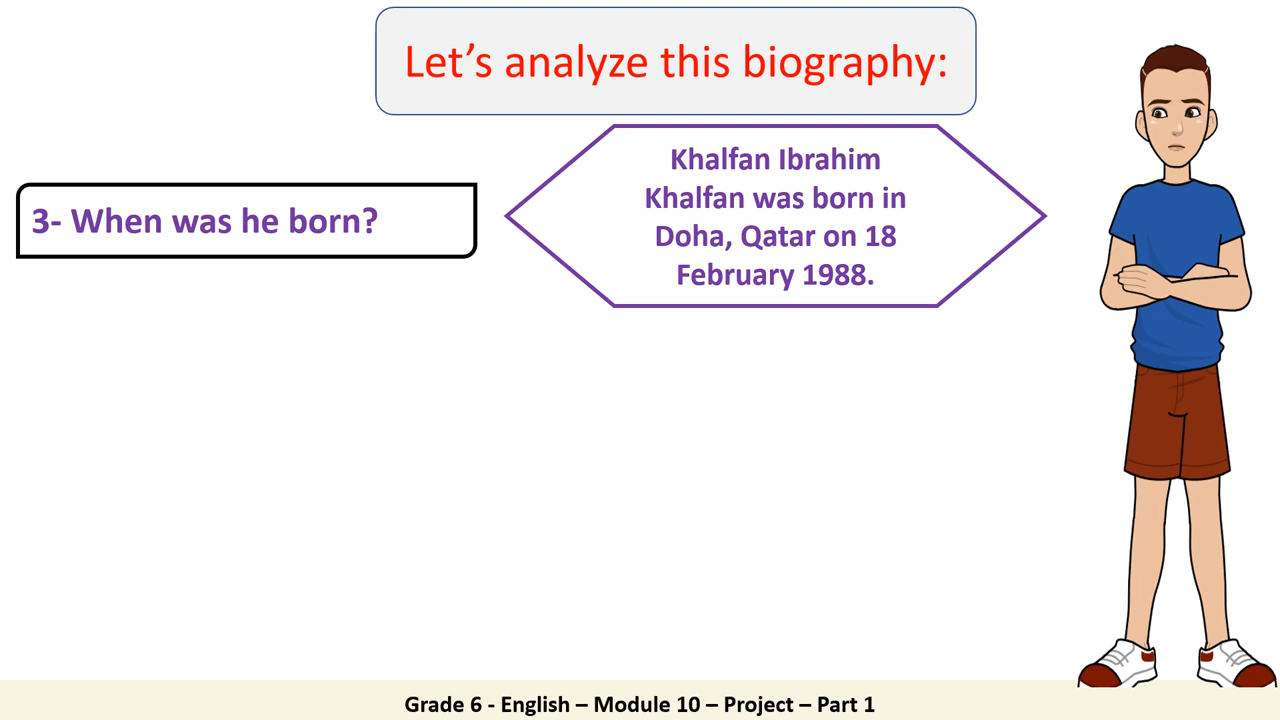 Let's analyze this biography:
3- When was he born?
Khalfan Ibrahim
Khalfan was born in
Doha, Qatar on 18
February 1988.
Grade 6 - English – Module 10 – Project – Part 1